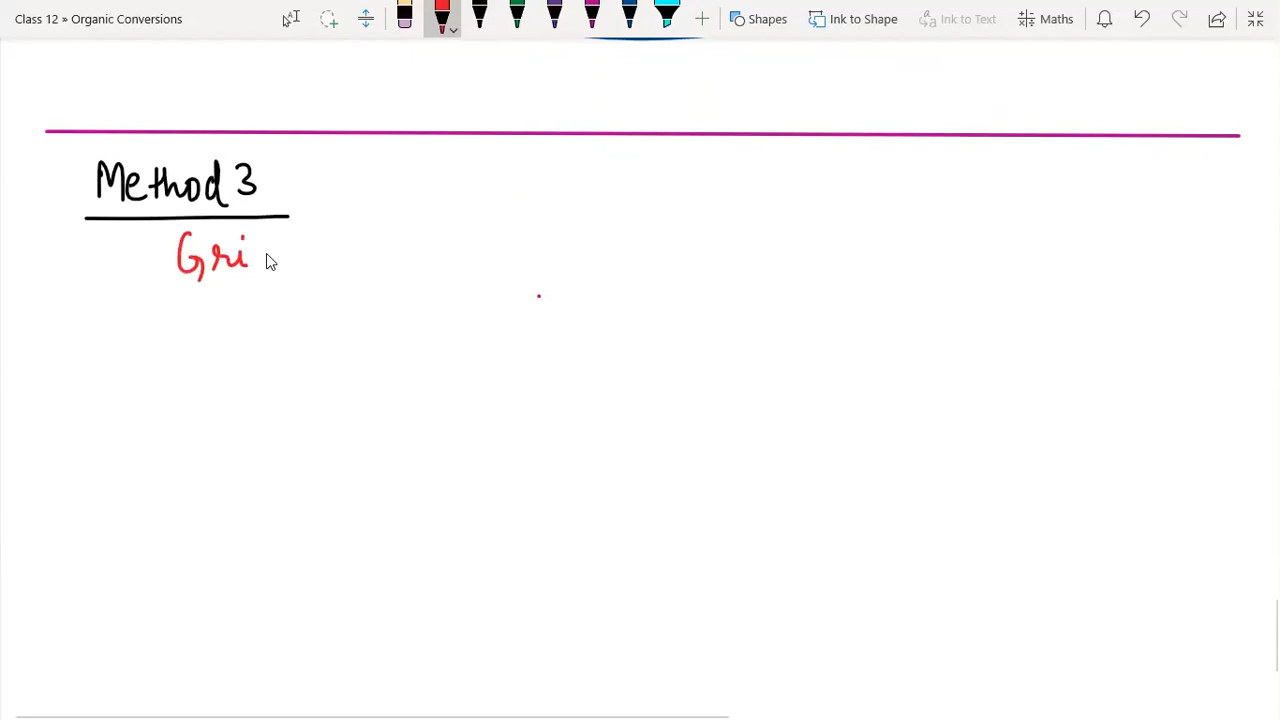 Class 12 » Organic Conversions
Shapes
Ink to Shape
Ink to Text
Maths
Method 3
Gri